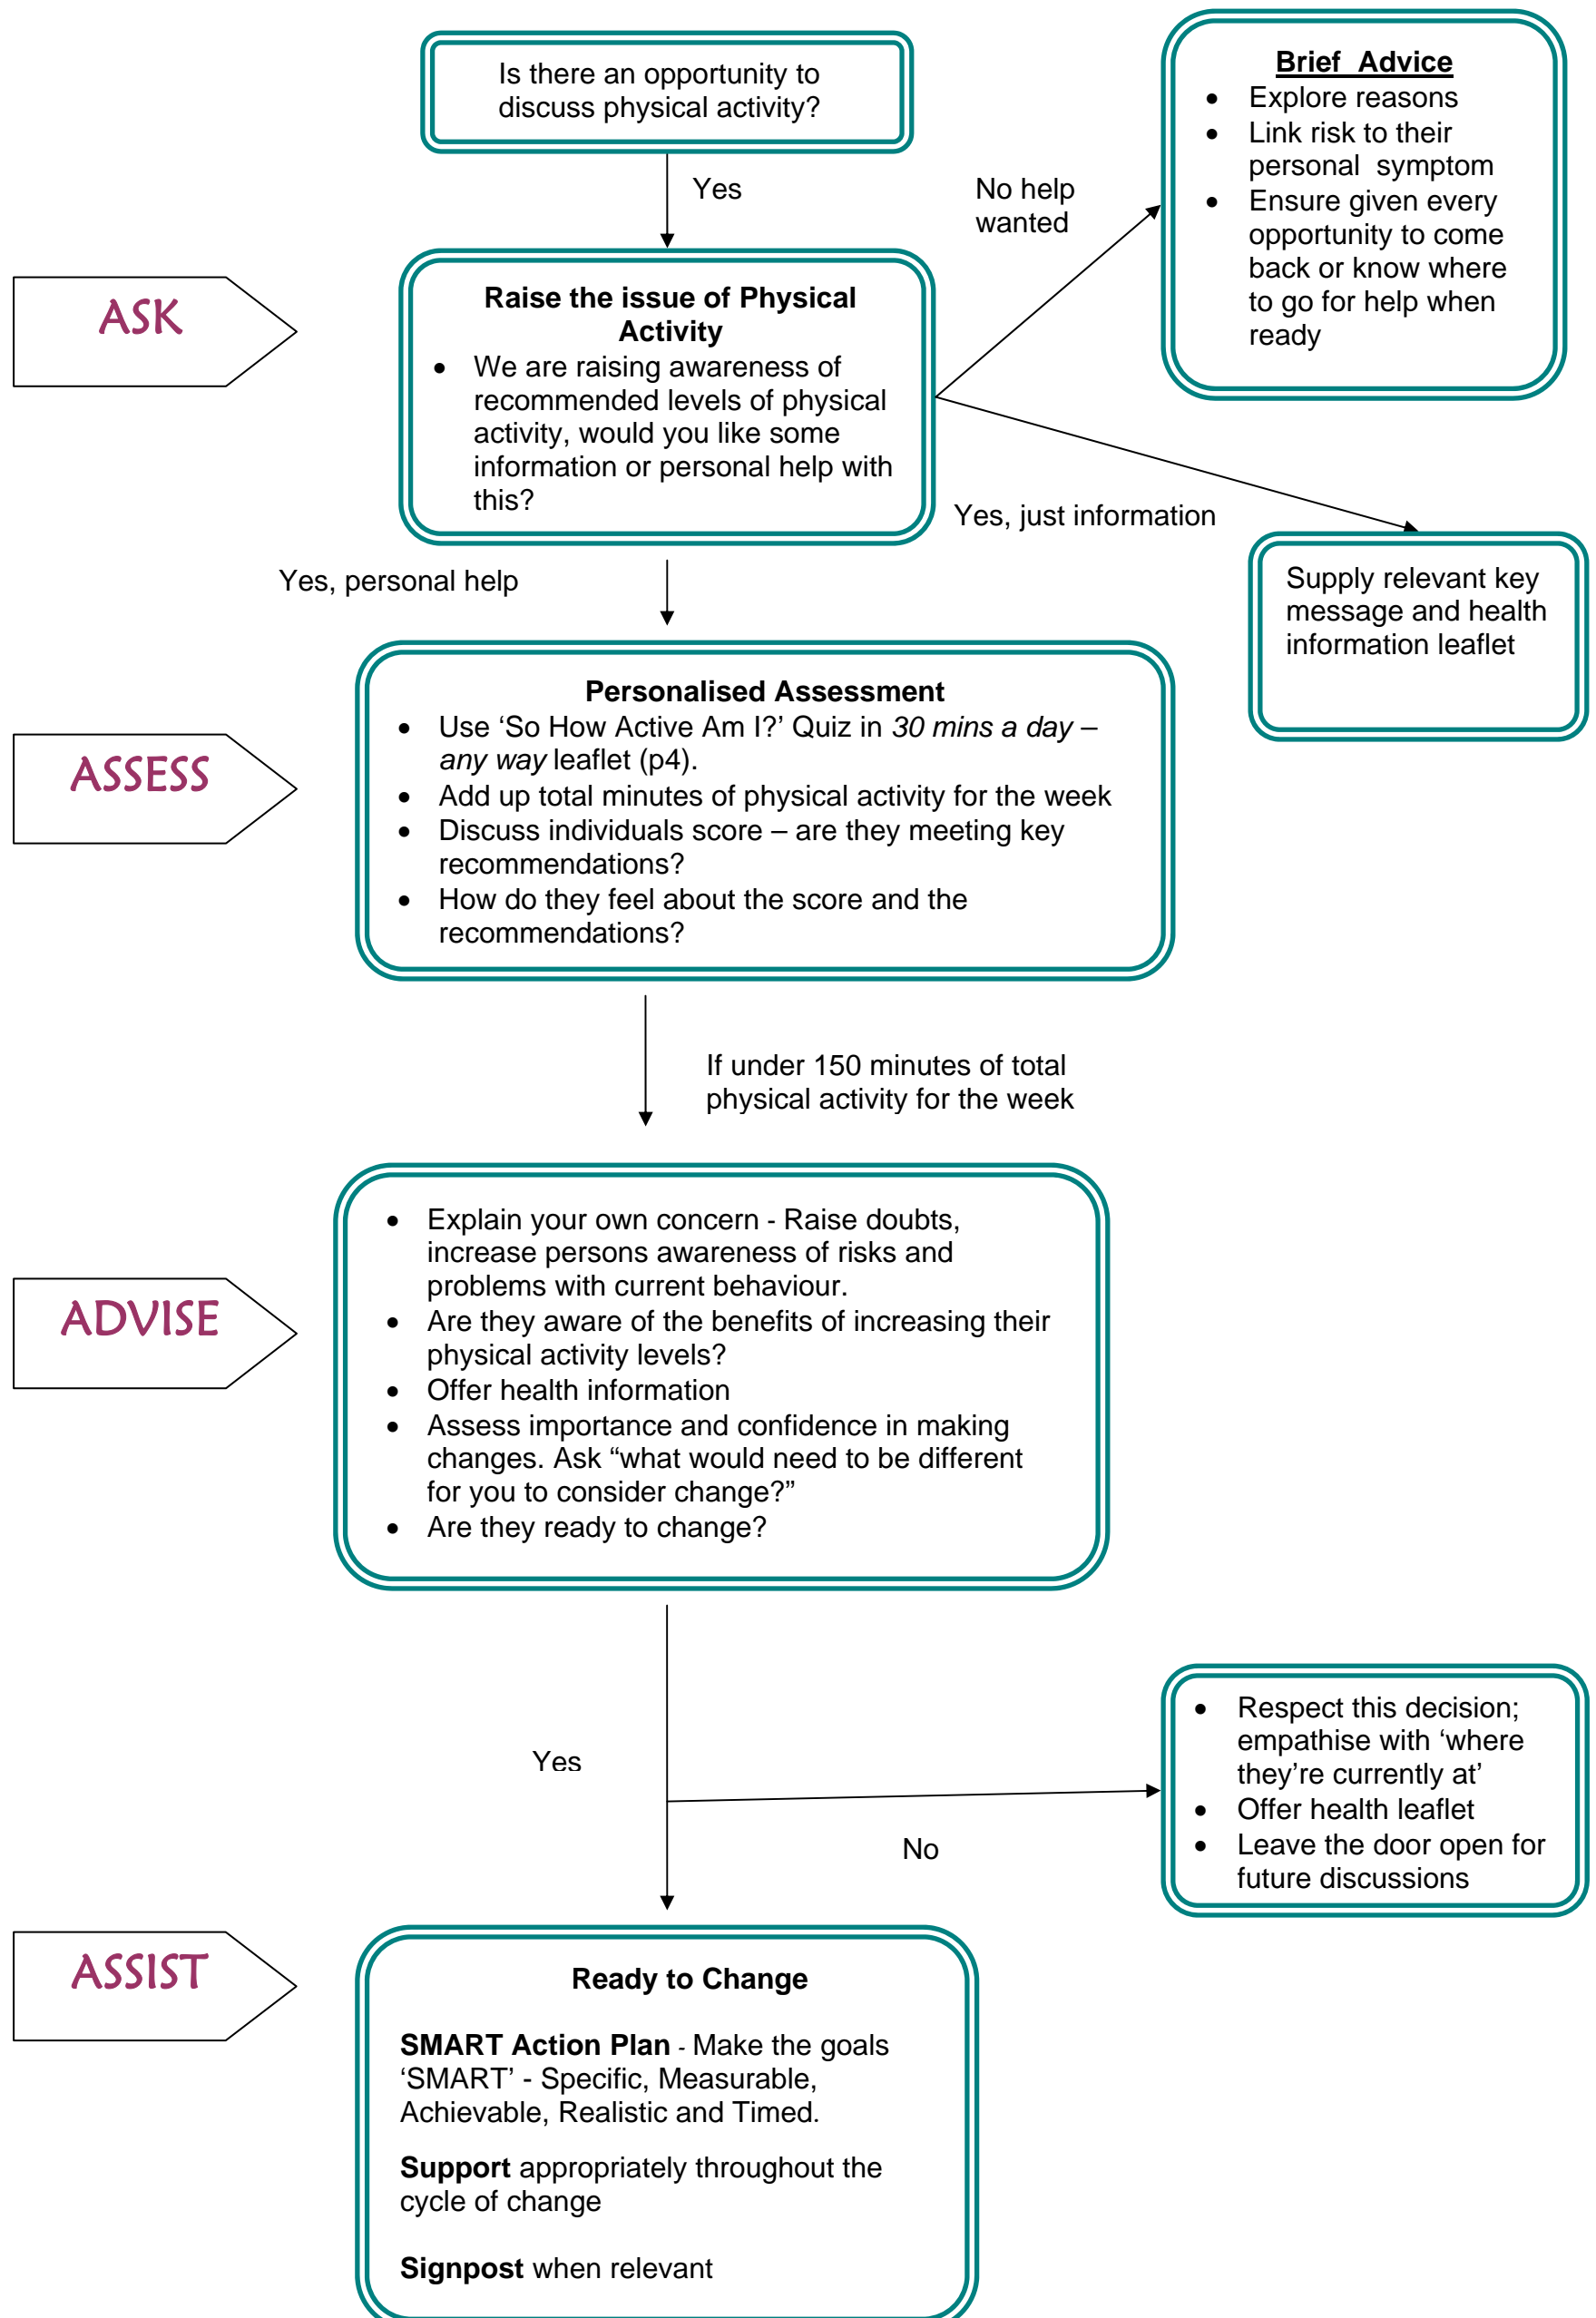 Is there an opportunity to
discuss physical activity?
Yes
No help
wanted
Brief Advice
• Explore reasons
• Link risk to their
personal symptom
• Ensure given every
opportunity to come
back or know where
to go for help when
ready
ASK
Raise the issue of Physical
Activity
• We are raising awareness of
recommended levels of physical
activity, would you like some
information or personal help with
this?
Yes, just information
Supply relevant key
message and health
information leaflet
Yes, personal help
ASSESS
Personalised Assessment
• Use ‘So How Active Am I?’ Quiz in 30 mins a day –
any way leaflet (p4).
• Add up total minutes of physical activity for the week
• Discuss individuals score – are they meeting key
recommendations?
• How do they feel about the score and the
recommendations?
If under 150 minutes of total
physical activity for the week
ADVISE
• Explain your own concern - Raise doubts,
increase persons awareness of risks and
problems with current behaviour.
• Are they aware of the benefits of increasing their
physical activity levels?
• Offer health information
• Assess importance and confidence in making
changes. Ask “what would need to be different
for you to consider change?”
• Are they ready to change?
Yes
No
• Respect this decision;
empathise with ‘where
they're currently at’
• Offer health leaflet
• Leave the door open for
future discussions
ASSIST
Ready to Change
SMART Action Plan - Make the goals
‘SMART’ - Specific, Measurable,
Achievable, Realistic and Timed.
Support appropriately throughout the
cycle of change
Signpost when relevant